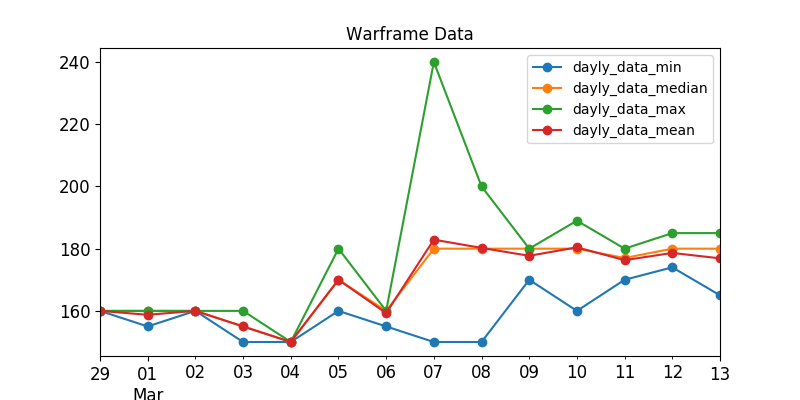 Warframe Data
240
220
200
180
160
dayly_data_min
dayly_data_median
dayly_data_max
dayly_data_mean
29 01 02 03 04 05 06 07 08 09 10 11 12 13
Mar